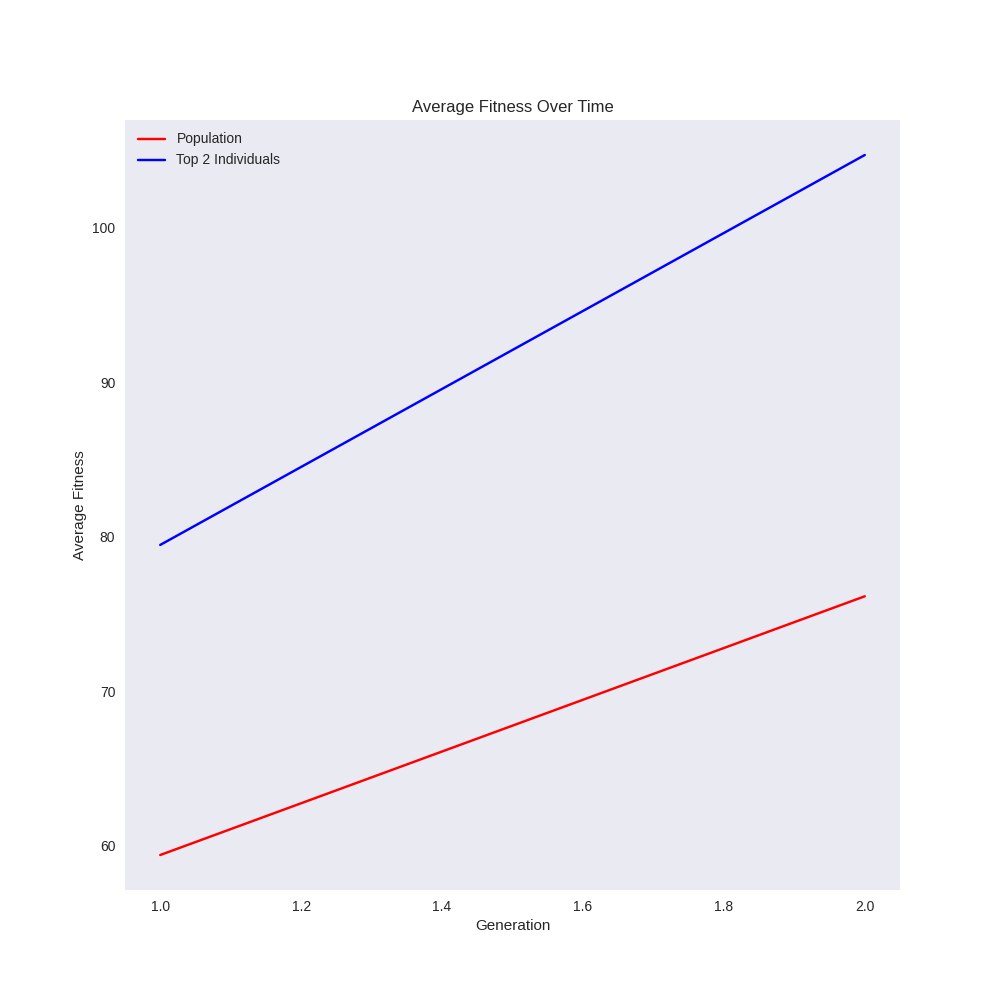 Average Fitness Over Time
Population
Top 2 Individuals
100
90
80
70
60
Average Fitness
1.0 1.2 1.4 1.6 1.8 2.0
Generation